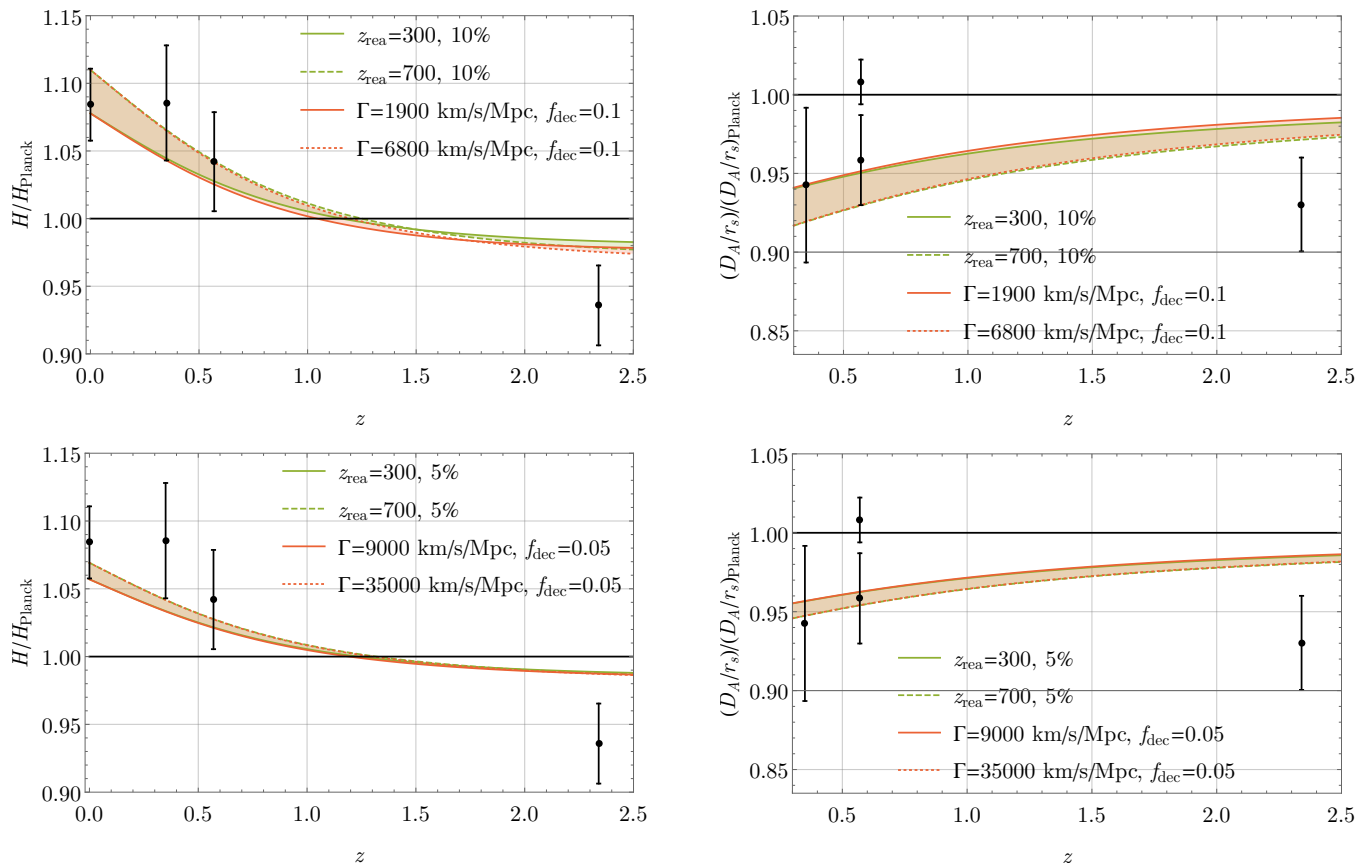 1.15
1.10
1.05
1.00
0.95
0.90
H/H_Planck
z_rea=300, 10%
z_rea=700, 10%
Γ=1900 km/s/Mpc, f_dec=0.1
Γ=6800 km/s/Mpc, f_dec=0.1
0.0 0.5 1.0 1.5 2.0 2.5
z
1.05
1.00
0.95
0.90
0.85
(D_A/r_s)/(D_A/r_s)_Planck
z_rea=300, 10%
z_rea=700, 10%
Γ=1900 km/s/Mpc, f_dec=0.1
Γ=6800 km/s/Mpc, f_dec=0.1
0.5 1.0 1.5 2.0 2.5
z
1.15
1.10
1.05
1.00
0.95
0.90
H/H_Planck
z_rea=300, 5%
z_rea=700, 5%
Γ=9000 km/s/Mpc, f_dec=0.05
Γ=35000 km/s/Mpc, f_dec=0.05
0.0 0.5 1.0 1.5 2.0 2.5
z
1.05
1.00
0.95
0.90
0.85
(D_A/r_s)/(D_A/r_s)_Planck
z_rea=300, 5%
z_rea=700, 5%
Γ=9000 km/s/Mpc, f_dec=0.05
Γ=35000 km/s/Mpc, f_dec=0.05
0.5 1.0 1.5 2.0 2.5
z